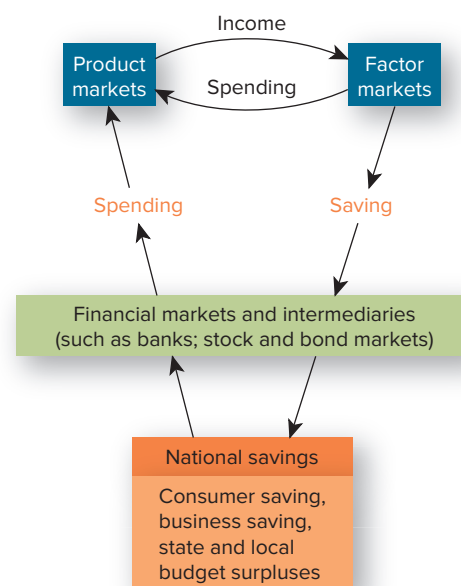 Income
Product
markets
Factor
markets
Spending
Spending
Saving
Financial markets and intermediaries
(such as banks; stock and bond markets)
National savings
Consumer saving,
business saving,
state and local
budget surpluses